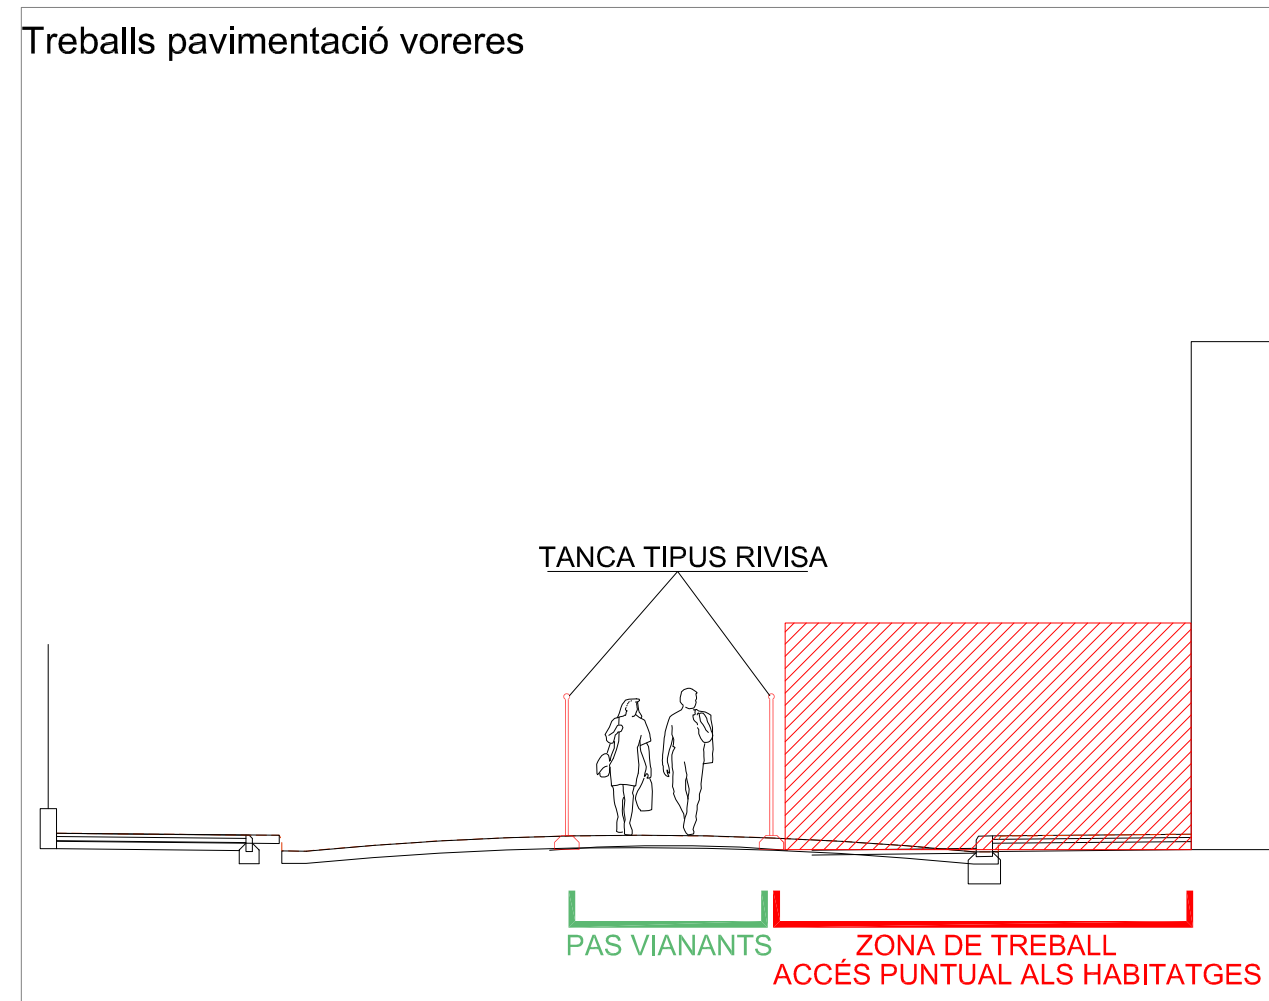 Treballs pavimentació voreres
TANCA TIPUS RIVISA
PAS VIANANTS
ZONA DE TREBALL
ACCÉS PUNTUAL ALS HABITATGES